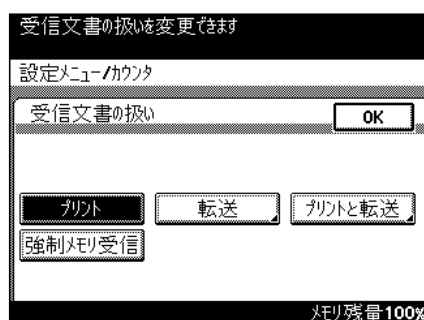 受信文書の扱いを変更できます
設定ﾒﾆｭｰ/ｶｳﾝﾀ
受信文書の扱い
OK
ﾌﾟﾘﾝﾄ 転送 ﾌﾟﾘﾝﾄと転送
強制ﾒﾓﾘ受信
ﾒﾓﾘ残量100%